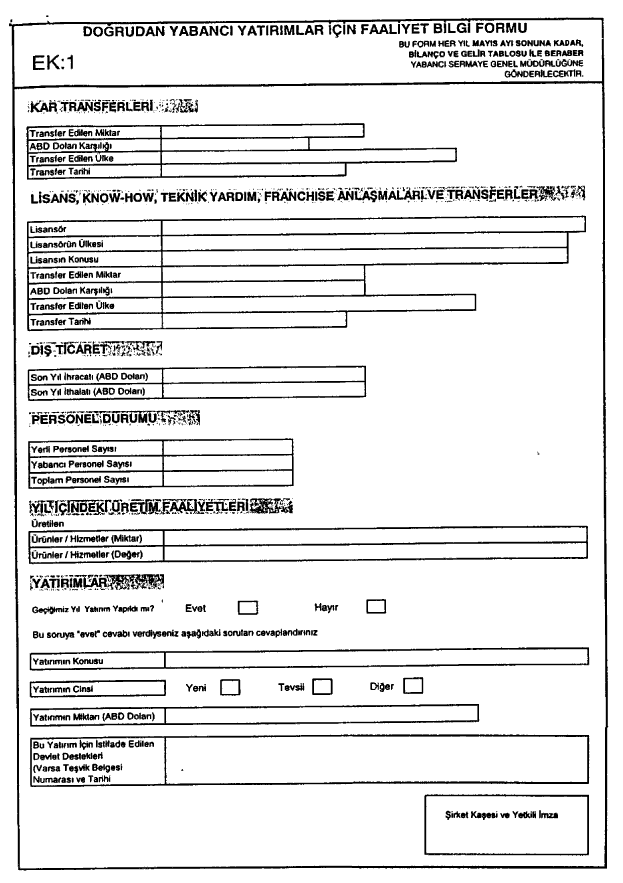 DOĞRUDAN YABANCI YATIRIMLAR İÇİN FAALİYET BİLGİ FORMU
EK:1
BU FORM HER YIL MAYIS AYI SONUNA KADAR,
BİLANÇO VE GELİR TABLOSU İLE BERABER
YABANCI SERMAYE GENEL MÜDÜRLÜĞÜNE
GÖNDERİLECEKTİR.
KAR TRANSFERLERİ
Transfer Edilen Miktar
ABD Doları Karşılığı
Transfer Edilen Ülke
Transfer Tarihi
LİSANS, KNOW-HOW, TEKNİK YARDIM, FRANCHISE ANLAŞMALARI VE TRANSFERLER
Lisansör
Lisansörün Ülkesi
Lisansın Konusu
Transfer Edilen Miktar
ABD Doları Karşılığı
Transfer Edilen Ülke
Transfer Tarihi
DIŞ TİCARET
Son Yıl İhracatı (ABD Doları)
Son Yıl İthalatı (ABD Doları)
PERSONEL DURUMU
Yerli Personel Sayısı
Yabancı Personel Sayısı
Toplam Personel Sayısı
YIL İÇİNDEKİ ÜRETİM FAALİYETLERİ
Üretilen
Ürünler / Hizmetler (Miktar)
Ürünler / Hizmetler (Değer)
YATIRIMLAR
Geçiğimiz Yıl Yatırım Yapıldı mı? Evet Hayır
Bu soruya "evet" cevabı verdiyseniz aşağıdaki soruları cevaplandırınız
Yatırımın Konusu
Yatırımın Cinsi Yeni Tevsii Diğer
Yatırımın Miktarı (ABD Doları)
Bu Yatırım İçin İstifade Edilen
Devlet Destekleri
(Varsa Teşvik Belgesi
Numarası ve Tarihi
Şirket Kaşesi ve Yetkili İmza